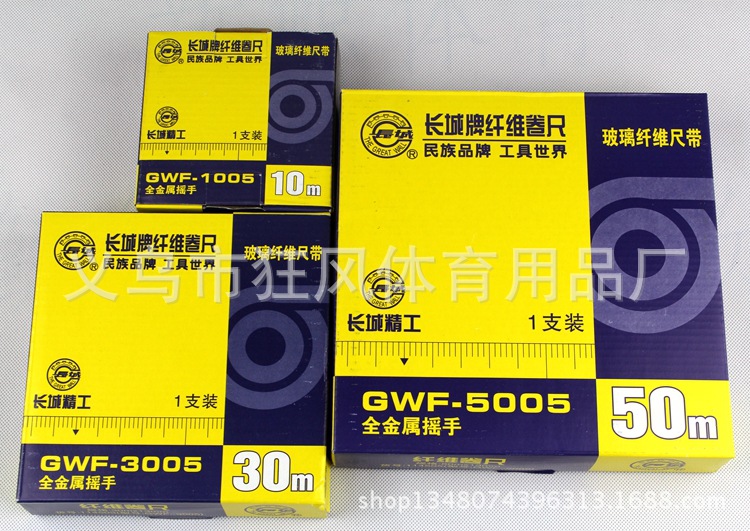 长城牌纤维卷尺
民族品牌 工具世界
玻璃纤维尺带
长城精工
1支装
GWF-1005
全金属摇手
10m
长城牌纤维卷尺
民族品牌 工具世界
THE GREAT WALL
®
玻璃纤维尺带
长城精工
1支装
GWF-5005
全金属摇手
50m
长城牌纤维卷尺
民族品牌 工具世界
THE GREAT WALL
®
玻璃纤维尺带
长城精工
1支装
GWF-3005
全金属摇手
30m
纤维卷尺
义乌市狂风体育用品厂
shop1348074396313.1688.com